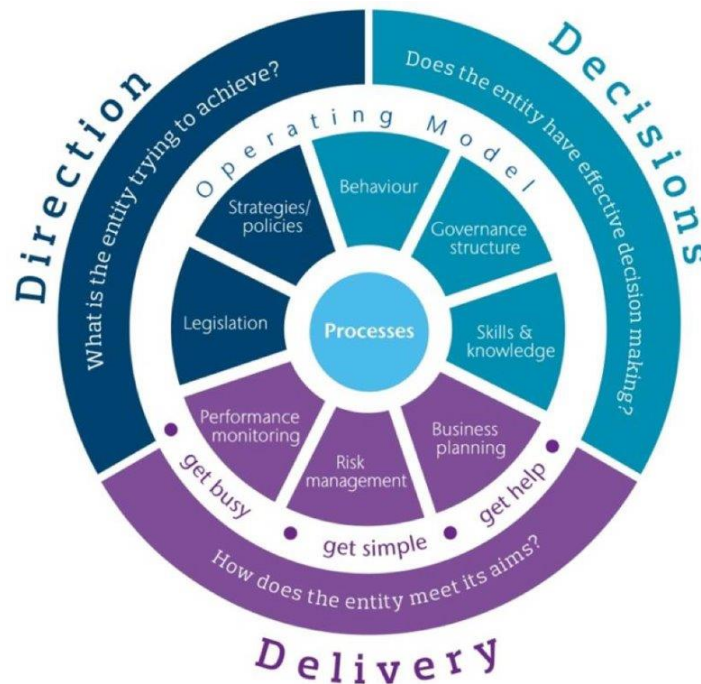 Direction
What is the entity trying to achieve?
Decisions
Does the entity have effective decision making?
Operating Model
Strategies/
policies
Behaviour
Governance
structure
Legislation
Processes
Skills &
knowledge
Performance
monitoring
Risk
management
Business
planning
• get busy
• get simple
• get help •
How does the entity meet its aims?
Delivery